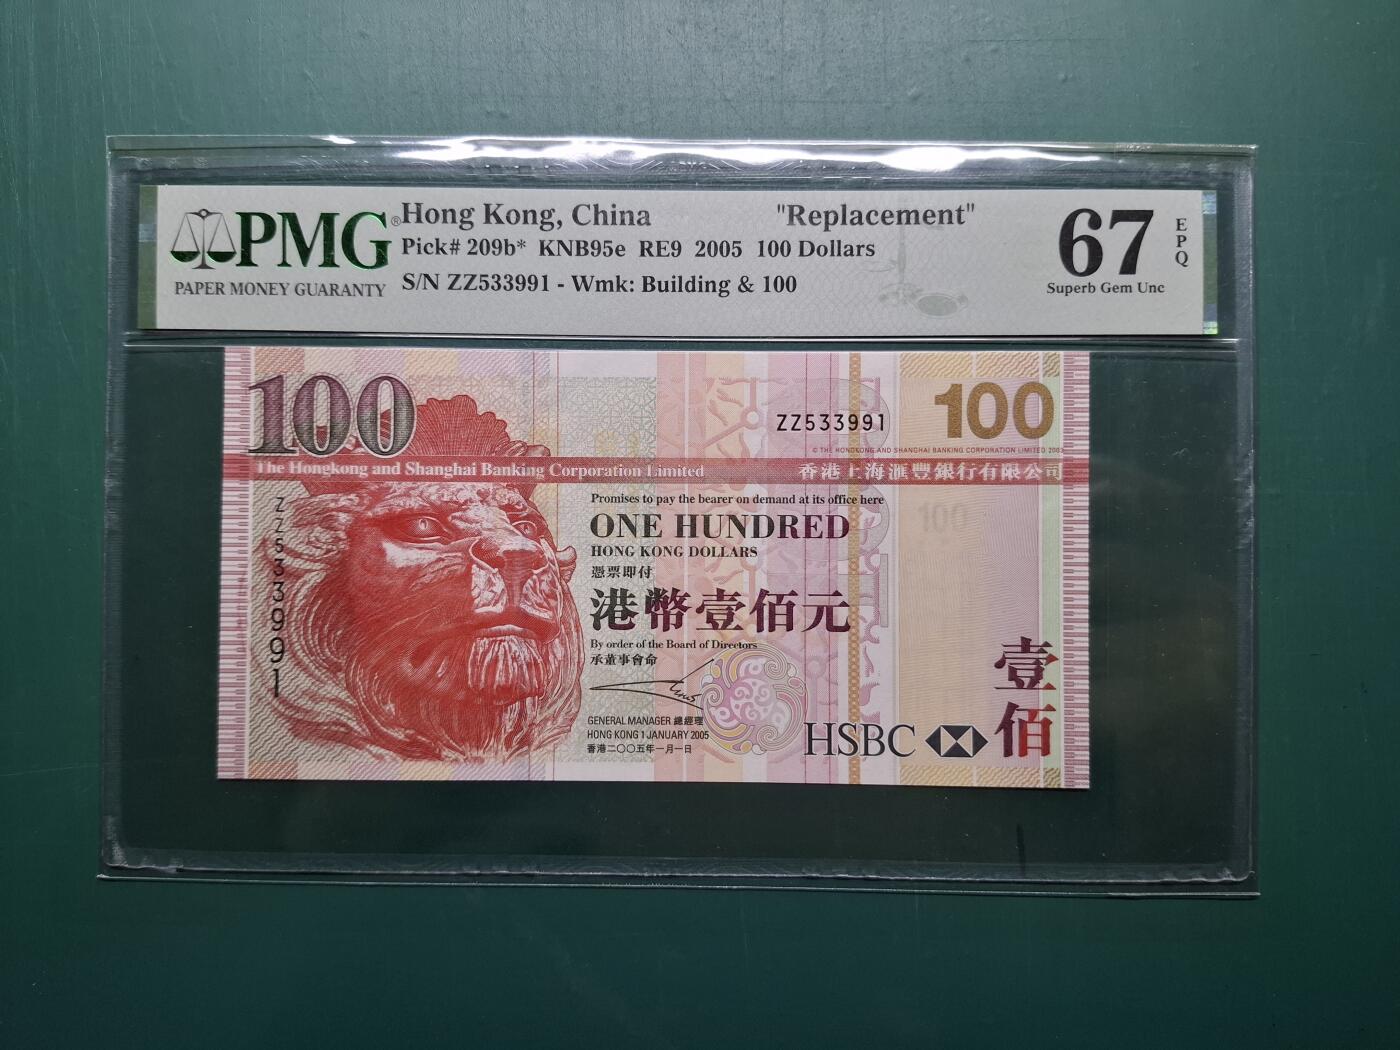 PMG®
PAPER MONEY GUARANTY
Hong Kong, China "Replacement"
Pick# 209b* KNB95e RE9 2005 100 Dollars
S/N ZZ533991 - Wmk: Building & 100
67
EPQ
Superb Gem Unc
100
ZZ533991
100
© THE HONGKONG AND SHANGHAI BANKING CORPORATION LIMITED 2003
The Hongkong and Shanghai Banking Corporation Limited 香港上海滙豐銀行有限公司
ZZ533991
Promises to pay the bearer on demand at its office here
ONE HUNDRED
HONG KONG DOLLARS
憑票即付
港幣壹佰元
By order of the Board of Directors
承董事會命
GENERAL MANAGER 總經理
HONG KONG 1 JANUARY 2005
香港二〇〇五年一月一日
100
HSBC
壹佰